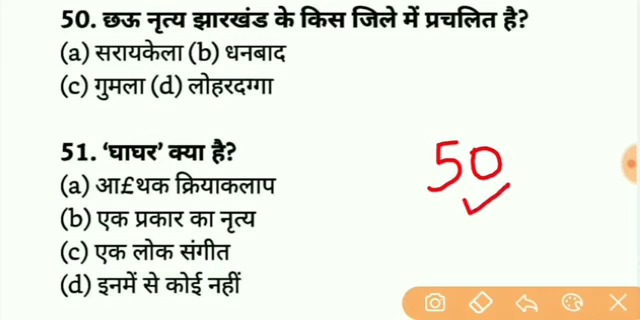 50. छऊ नृत्य झारखंड के किस जिले में प्रचलित है?
(a) सरायकेला (b) धनबाद
(c) गुमला (d) लोहरदग्गा
51. ‘घाघर’ क्या है?
(a) आ£थक क्रियाकलाप
(b) एक प्रकार का नृत्य
(c) एक लोक संगीत
(d) इनमें से कोई नहीं
50